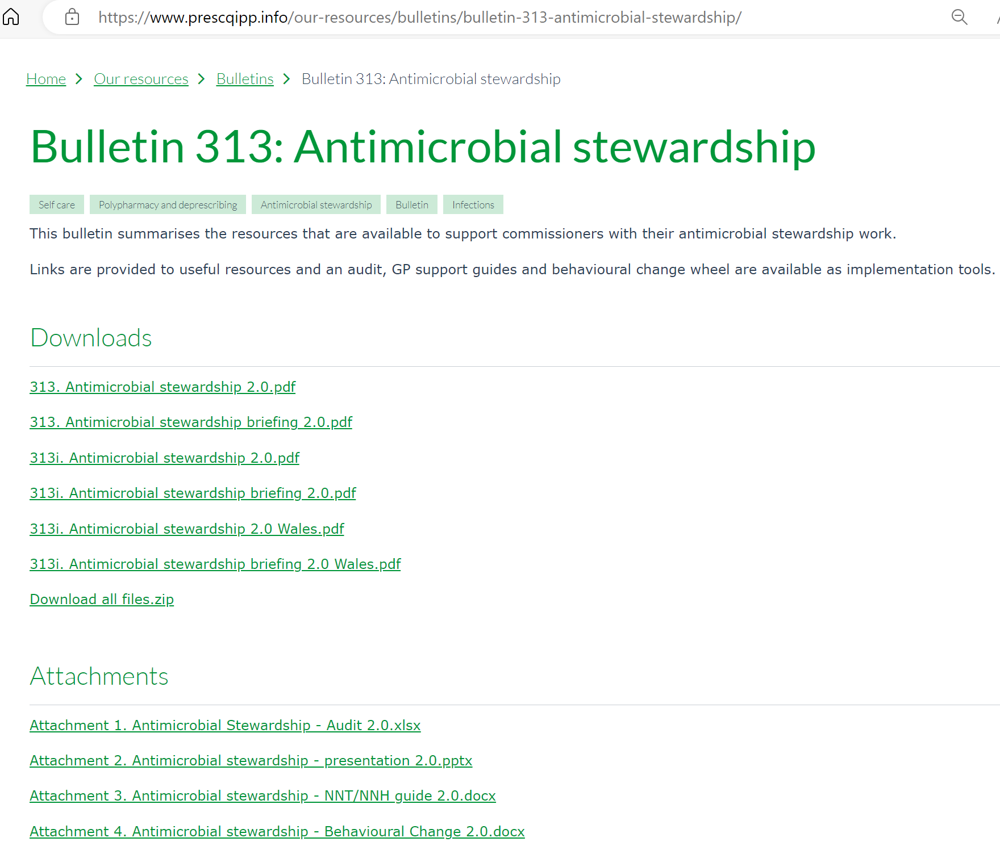 https://www.prescqipp.info/our-resources/bulletins/bulletin-313-antimicrobial-stewardship/
Home > Our resources > Bulletins > Bulletin 313: Antimicrobial stewardship
Bulletin 313: Antimicrobial stewardship
Self care Polypharmacy and deprescribing Antimicrobial stewardship Bulletin Infections
This bulletin summarises the resources that are available to support commissioners with their antimicrobial stewardship work.
Links are provided to useful resources and an audit, GP support guides and behavioural change wheel are available as implementation tools.
Downloads
313. Antimicrobial stewardship 2.0.pdf
313. Antimicrobial stewardship briefing 2.0.pdf
313i. Antimicrobial stewardship 2.0.pdf
313i. Antimicrobial stewardship briefing 2.0.pdf
313i. Antimicrobial stewardship 2.0 Wales.pdf
313i. Antimicrobial stewardship briefing 2.0 Wales.pdf
Download all files.zip
Attachments
Attachment 1. Antimicrobial Stewardship - Audit 2.0.xlsx
Attachment 2. Antimicrobial stewardship - presentation 2.0.pptx
Attachment 3. Antimicrobial stewardship - NNT/NNH guide 2.0.docx
Attachment 4. Antimicrobial stewardship - Behavioural Change 2.0.docx